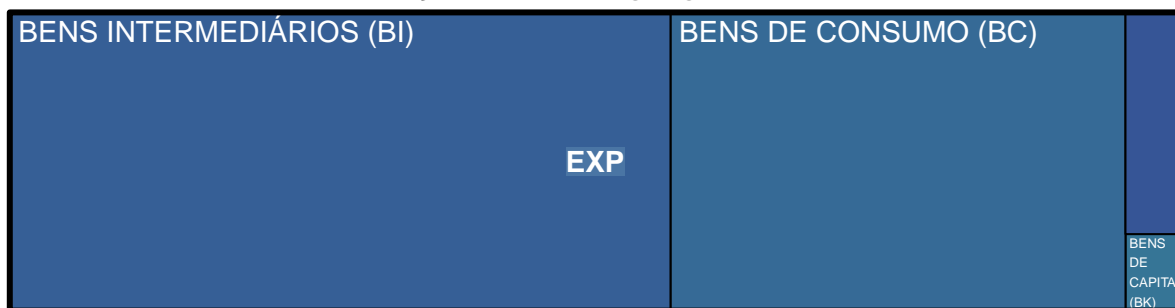 BENS INTERMEDIÁRIOS (BI)
BENS DE CONSUMO (BC)
EXP
BENS
DE
CAPITA
(BK)